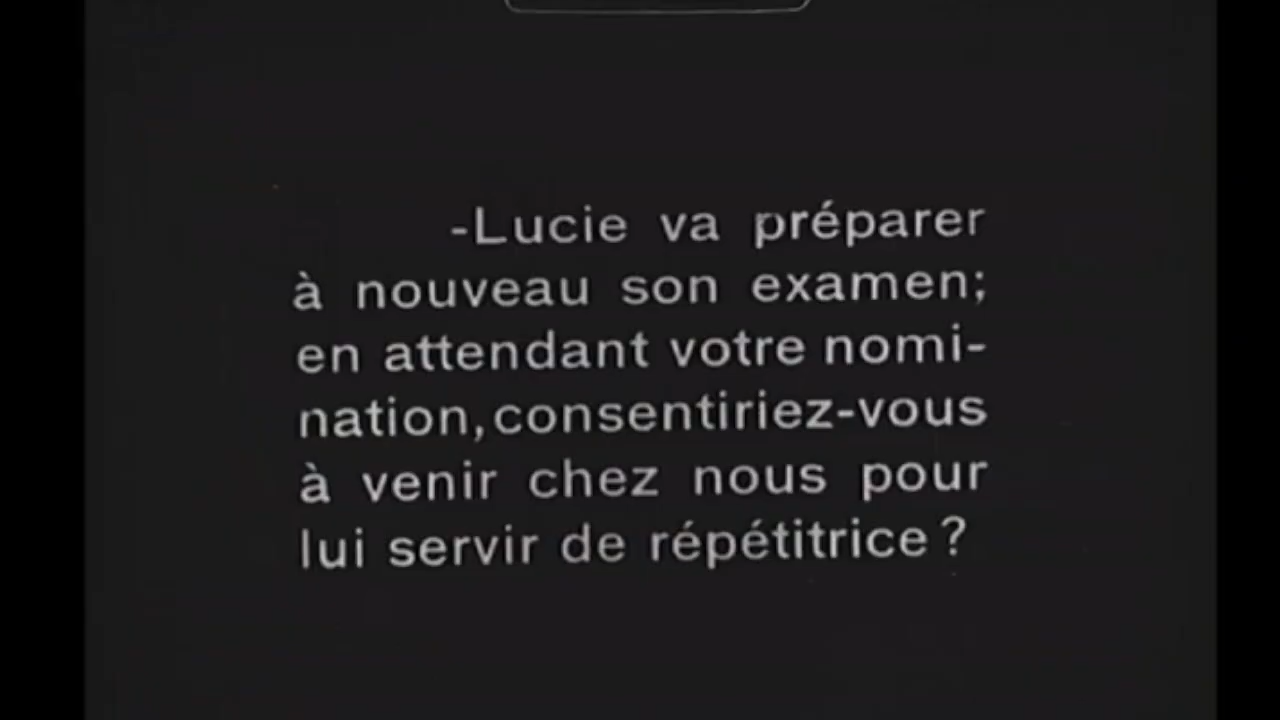 -Lucie va préparer
à nouveau son examen;
en attendant votre nomi-
nation, consentiriez-vous
à venir chez nous pour
lui servir de répétitrice ?